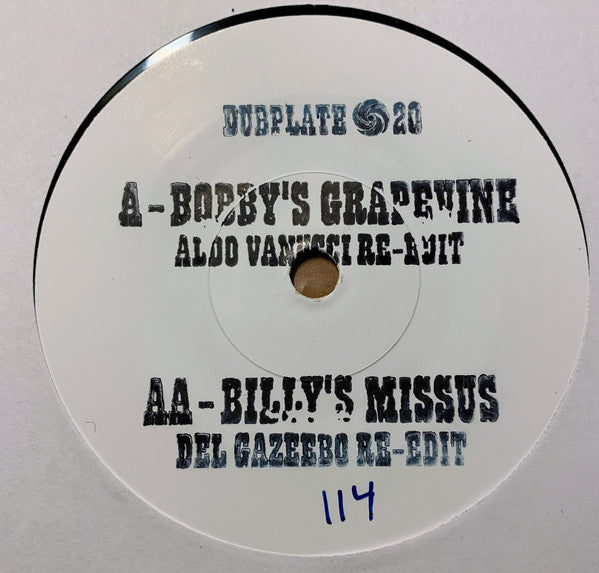 DUBPLATE 20
A-BOBBY'S GRAPEVINE
ALDO VANUCCI RE-EDIT
AA-BILLY'S MISSUS
DEL GAZEEBO RE-EDIT
114